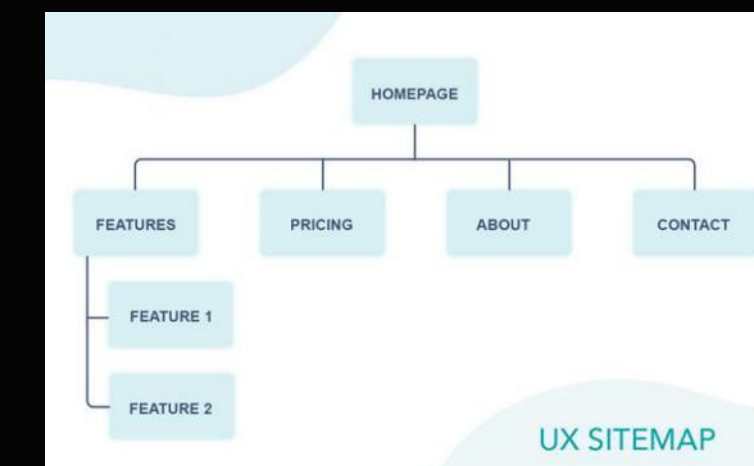 HOMEPAGE
FEATURES
PRICING
ABOUT
CONTACT
FEATURE 1
FEATURE 2
UX SITEMAP